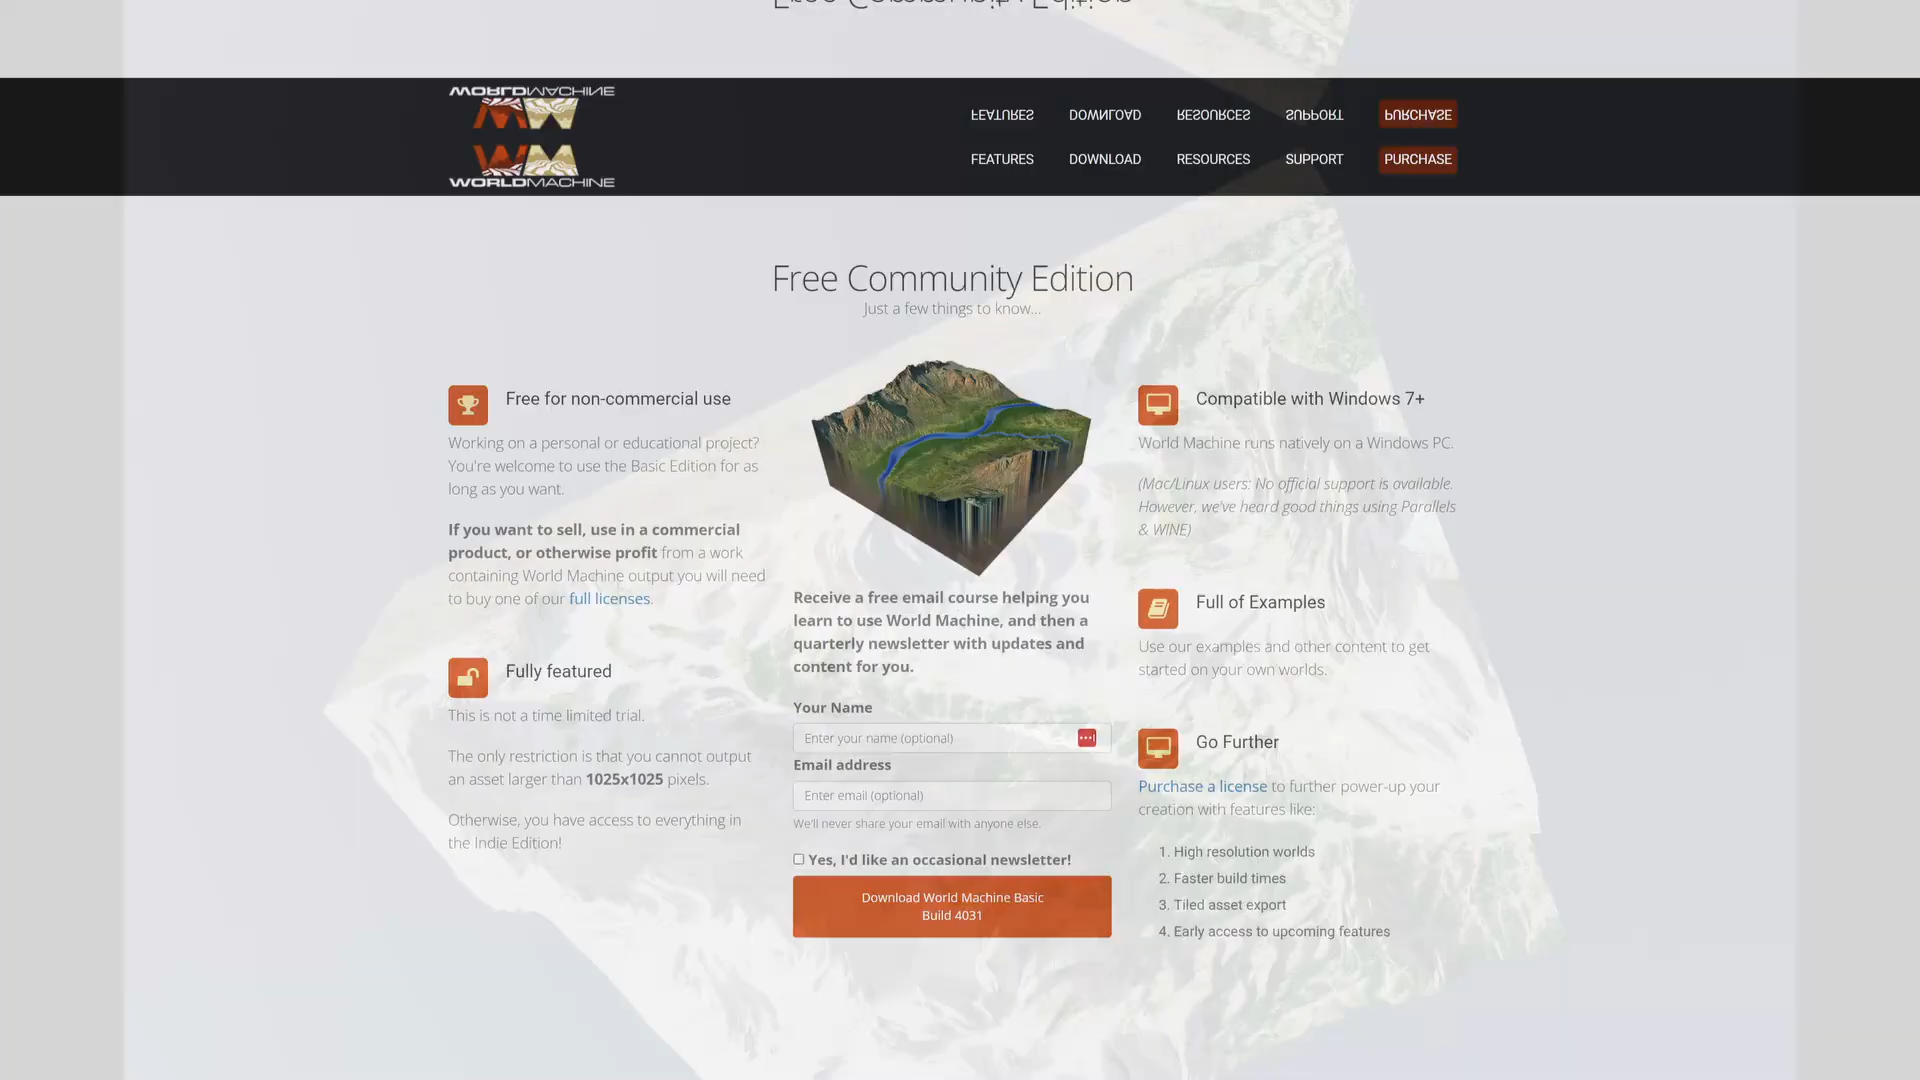 WORLDMACHINE
FEATURES DOWNLOAD RESOURCES SUPPORT PURCHASE
FEATURES DOWNLOAD RESOURCES SUPPORT PURCHASE
WORLDMACHINE
Free Community Edition
Just a few things to know...
Free for non-commercial use
Working on a personal or educational project?
You're welcome to use the Basic Edition for as
long as you want.
If you want to sell, use in a commercial
product, or otherwise profit from a work
containing World Machine output you will need
to buy one of our full licenses.
Fully featured
This is not a time limited trial.
The only restriction is that you cannot output
an asset larger than 1025x1025 pixels.
Otherwise, you have access to everything in
the Indie Edition!
Receive a free email course helping you
learn to use World Machine, and then a
quarterly newsletter with updates and
content for you.
Your Name
Enter your name (optional)
Email address
Enter email (optional)
We'll never share your email with anyone else.
Yes, I'd like an occasional newsletter!
Download World Machine Basic
Build 4031
Compatible with Windows 7+
World Machine runs natively on a Windows PC.
(Mac/Linux users: No official support is available.
However, we've heard good things using Parallels
& WINE)
Full of Examples
Use our examples and other content to get
started on your own worlds.
Go Further
Purchase a license to further power-up your
creation with features like:
1. High resolution worlds
2. Faster build times
3. Tiled asset export
4. Early access to upcoming features